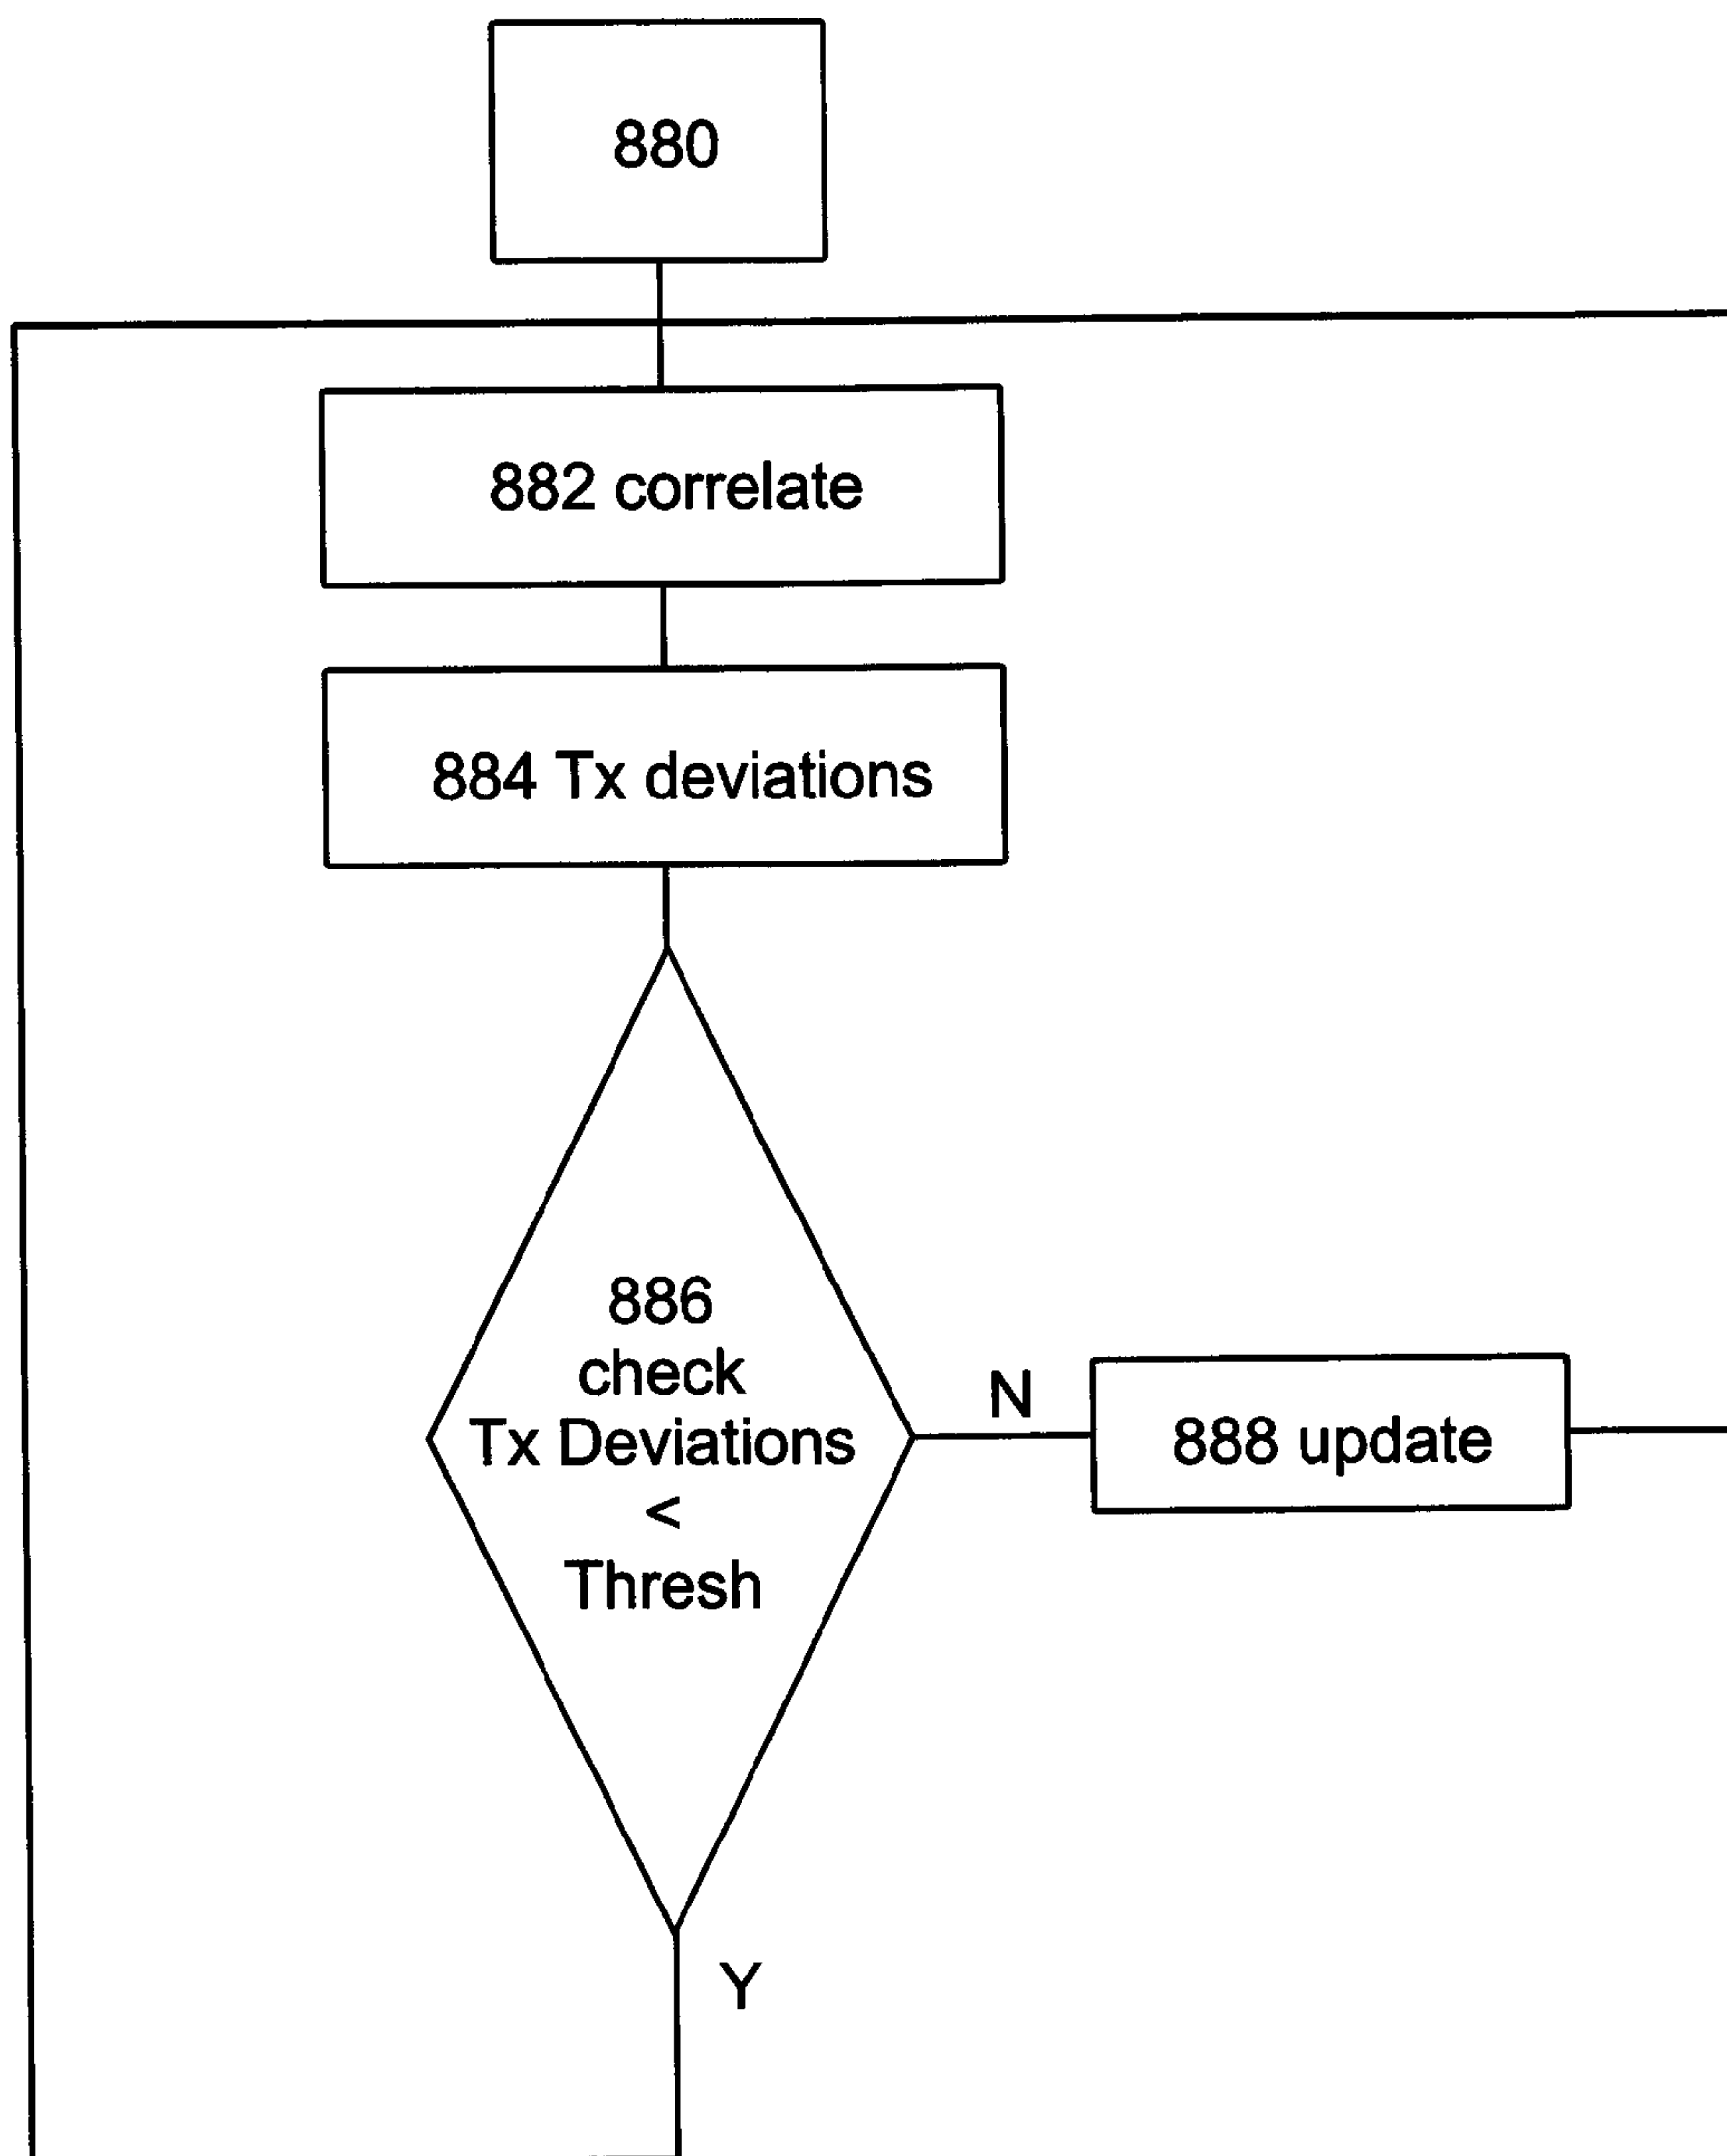 880
882 correlate
884 Tx deviations
886
check
Tx Deviations
<
Thresh
N
888 update
Y